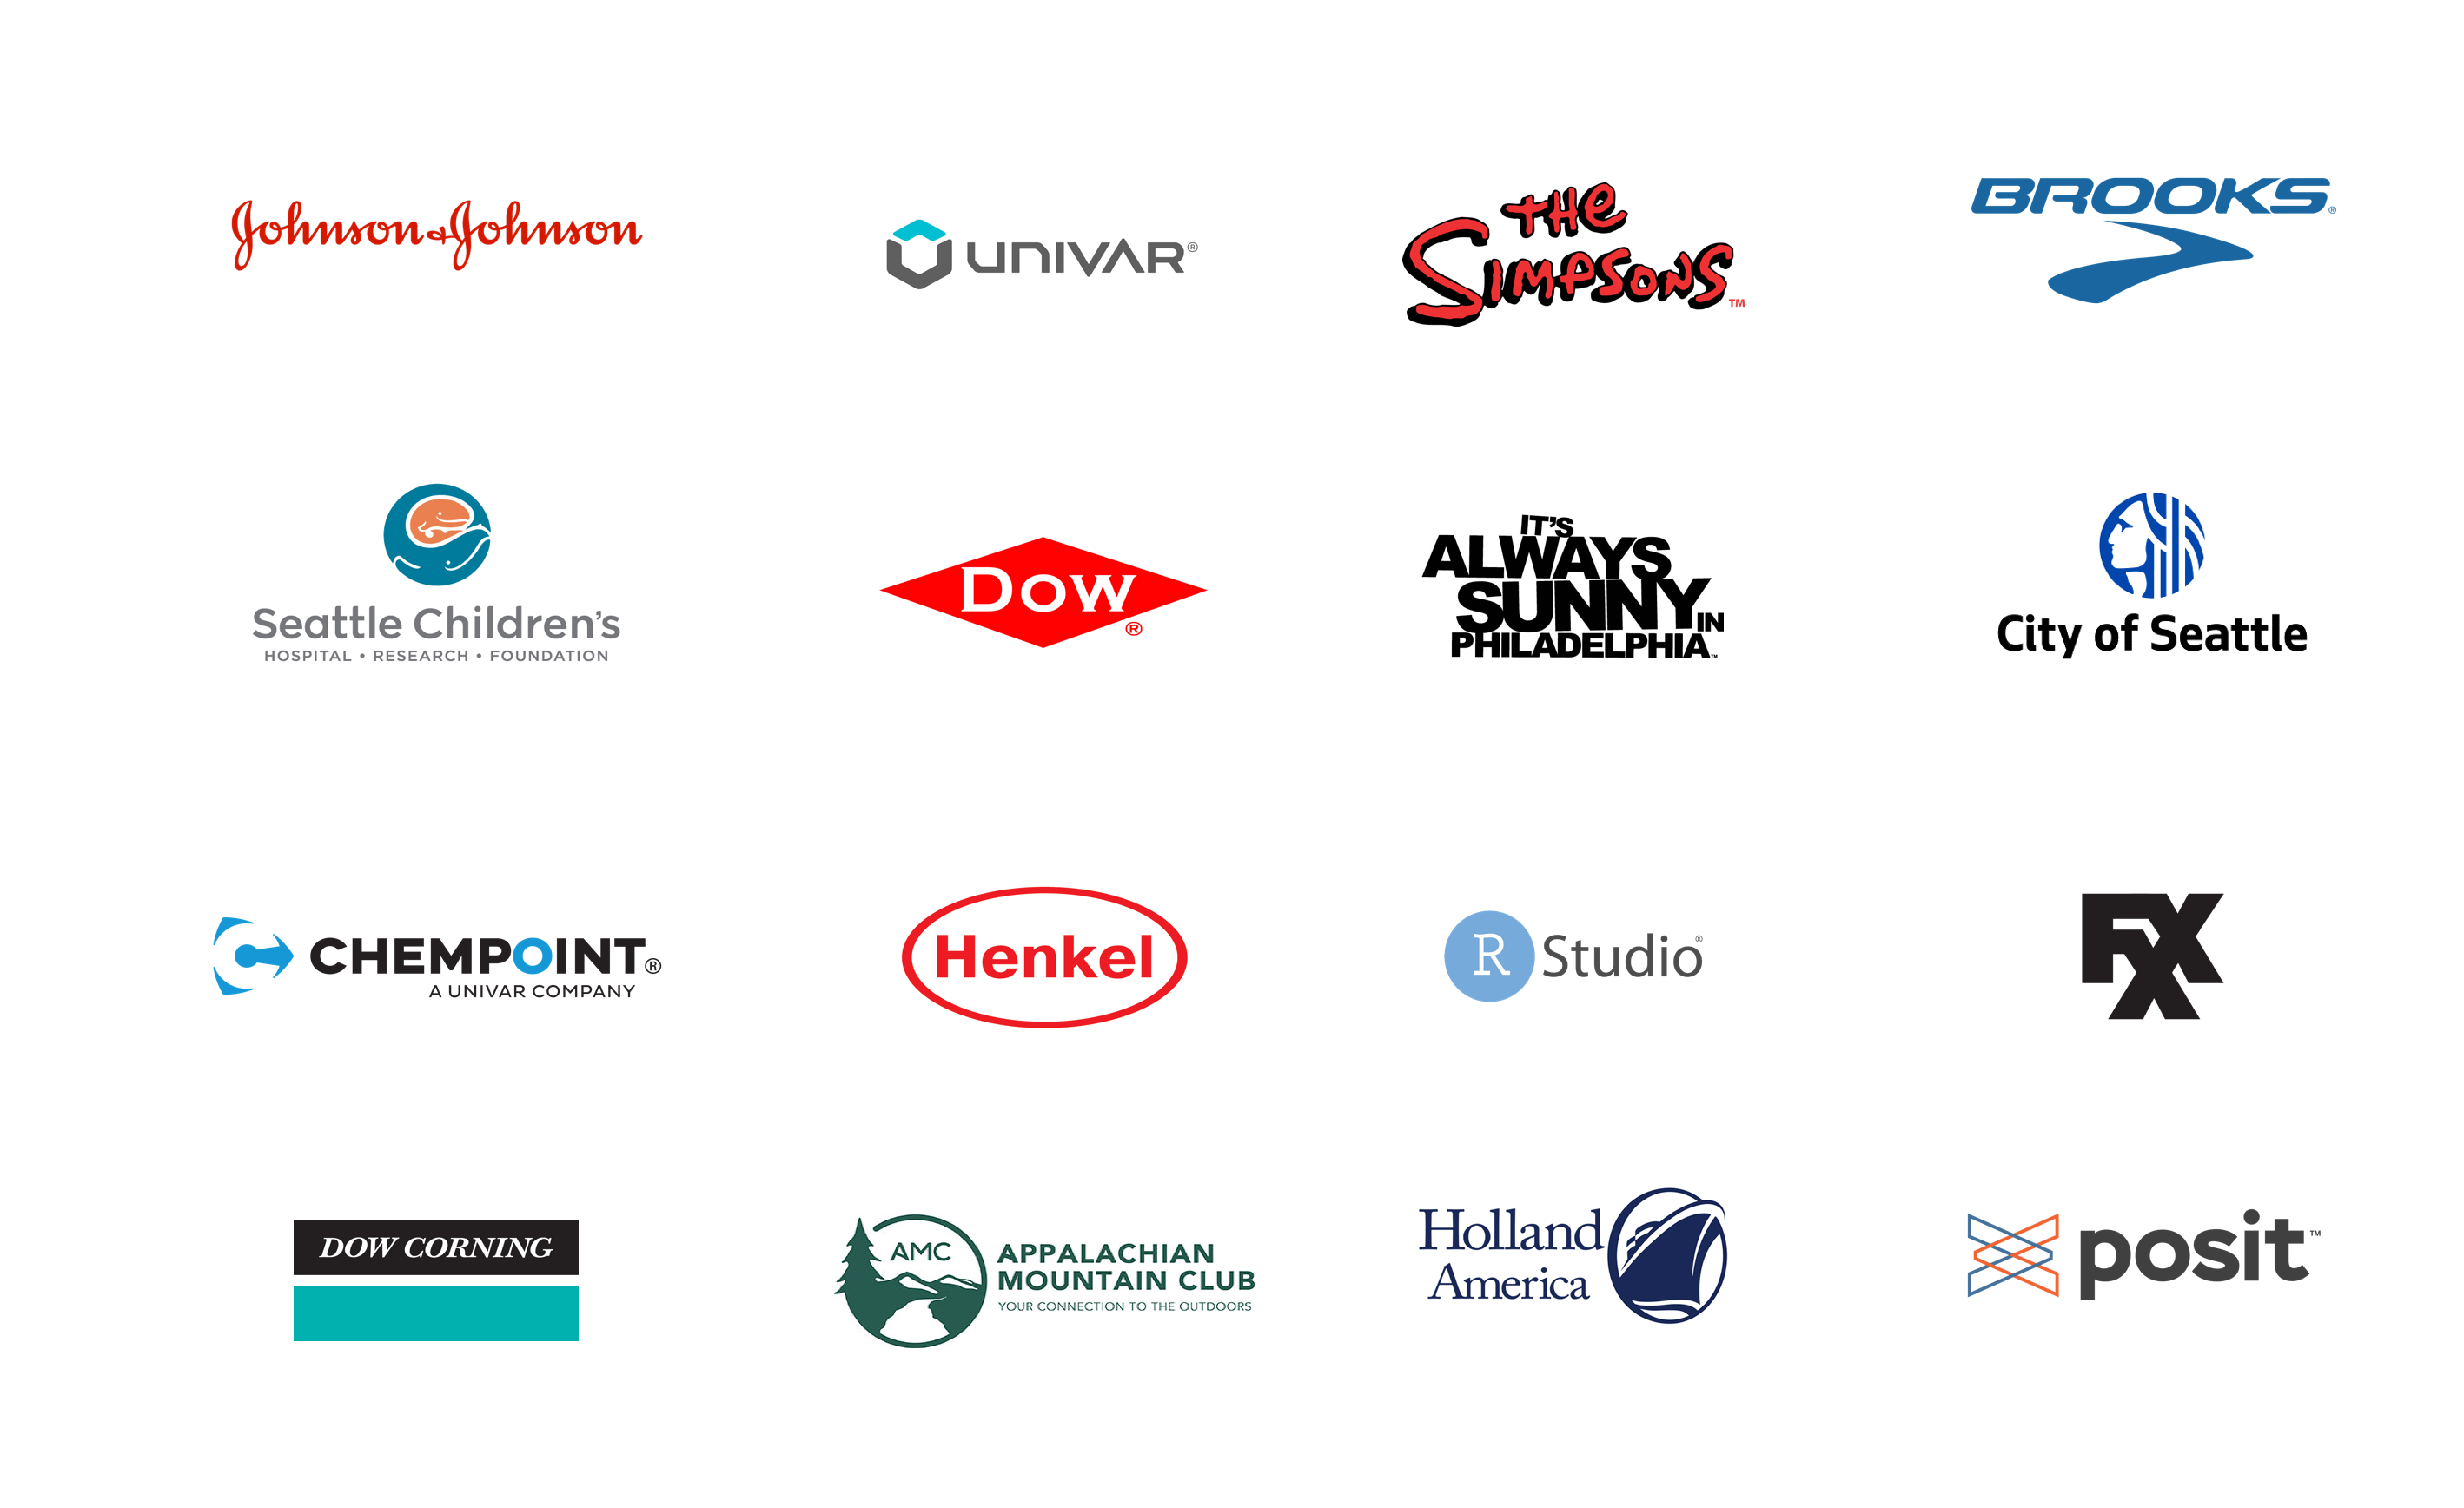 Johnson & Johnson
UNIVAR®
THE
SIMPSONS™
BROOKS®
Seattle Children's
HOSPITAL • RESEARCH • FOUNDATION
Dow
®
IT'S
ALWAYS
SUNNY IN
PHILADELPHIA™
City of Seattle
CHEMPOINT®
A UNIVAR COMPANY
Henkel
R Studio®
FXX
DOW CORNING
AMC
APPALACHIAN
MOUNTAIN CLUB
YOUR CONNECTION TO THE OUTDOORS
Holland
America
posit™